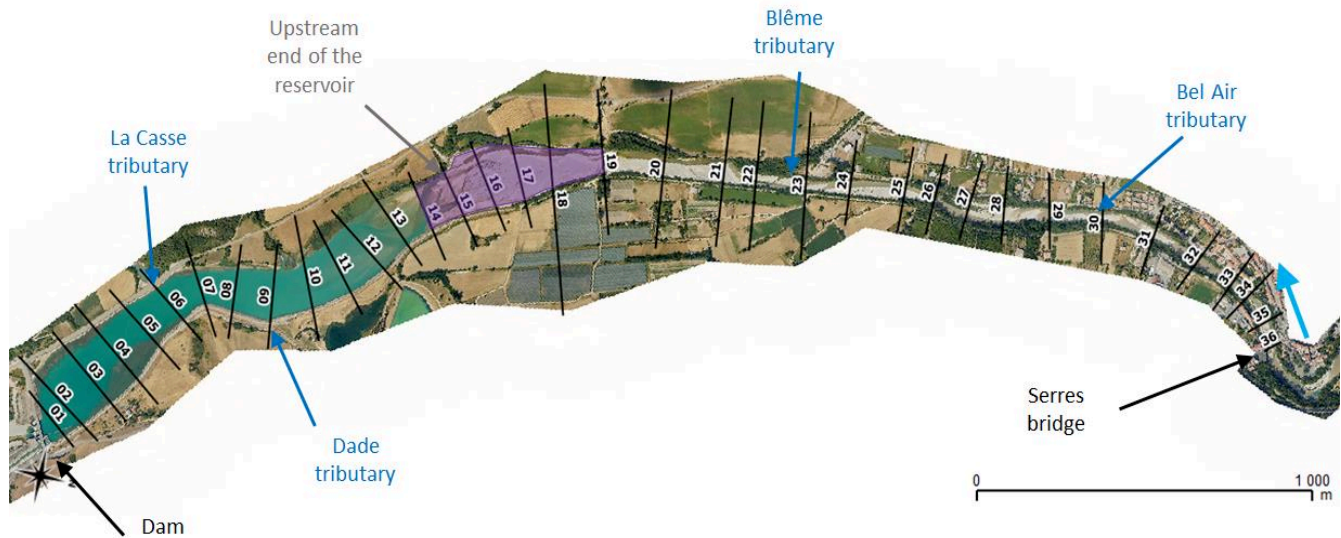 Upstream
end of the
reservoir
Blême
tributary
Bel Air
tributary
La Casse
tributary
Dade
tributary
Dam
Serres
bridge
0
1 000
m
01
02
03
04
05
06
07
08
09
10
11
12
13
14
15
16
17
18
19
20
21
22
23
24
25
26
27
28
29
30
31
32
33
34
35
36